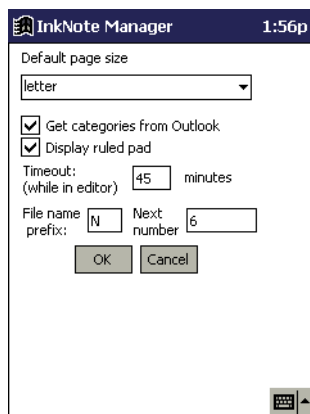 InkNote Manager 1:56p
Default page size
letter
Get categories from Outlook
Display ruled pad
Timeout:
(while in editor) 45 minutes
File name prefix: N Next number 6
OK Cancel